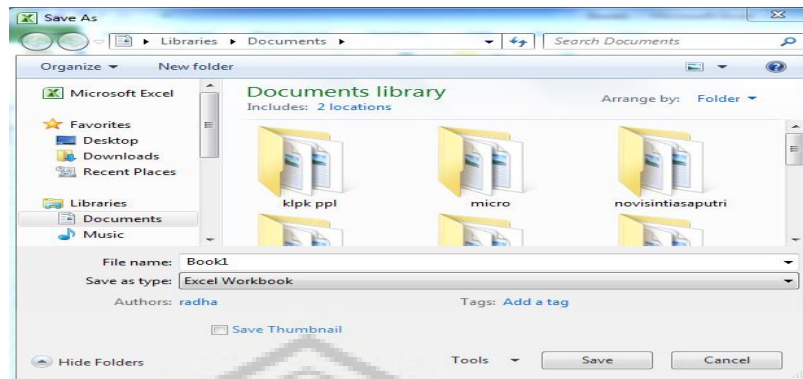 Save As
Libraries Documents Search Documents
Organize New folder
Microsoft Excel
Favorites
Desktop
Downloads
Recent Places
Libraries
Documents
Music
Documents library
Includes: 2 locations
Arrange by: Folder
klpk ppl micro novisintiasaputri
File name: Book1
Save as type: Excel Workbook
Authors: radha Tags: Add a tag
Save Thumbnail
Hide Folders Tools Save Cancel